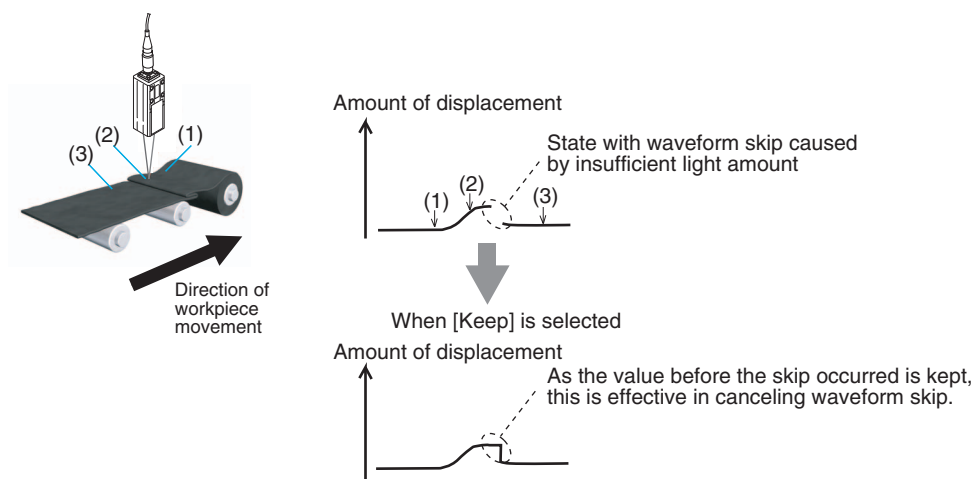 (1)
(2)
(3)
Direction of
workpiece
movement
Amount of displacement
State with waveform skip caused
by insufficient light amount
(1)
(2)
(3)
When [Keep] is selected
Amount of displacement
As the value before the skip occurred is kept,
this is effective in canceling waveform skip.